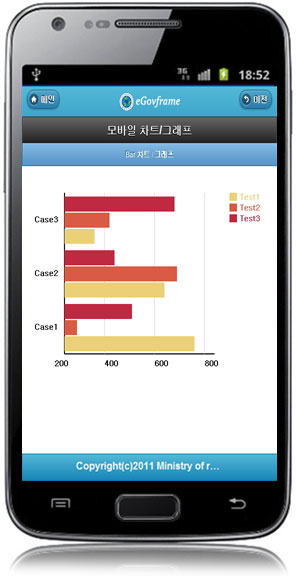 3G 18:52
메인 eGovframe 이전
모바일 차트/그래프
Bar 차트 / 그래프
Test1
Test2
Test3
Case3
Case2
Case1
200 400 600 800
Copyright(c)2011 Ministry of r...